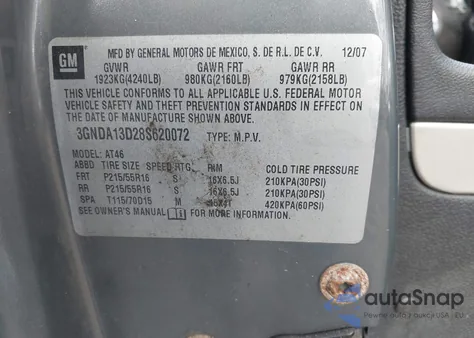 GM
MFD BY GENERAL MOTORS DE MEXICO, S. DE R.L. DE C.V. 12/07
GVWR GAWR FRT GAWR RR
1923KG(4240LB) 980KG(2160LB) 979KG(2158LB)
THIS VEHICLE CONFORMS TO ALL APPLICABLE U.S. FEDERAL MOTOR
VEHICLE SAFETY AND THEFT PREVENTION STANDARDS IN EFFECT ON
THE DATE OF MANUFACTURE SHOWN ABOVE.
3GNDA13D28S620072 TYPE: M.P.V.
MODEL: AT46
ABBD TIRE SIZE SPEED RTG RIM COLD TIRE PRESSURE
FRT P215/55R16 S 16X6.5J 210KPA(30PSI)
RR P215/55R16 S 16X6.5J 210KPA(30PSI)
SPA T115/70D15 M 420KPA(60PSI)
SEE OWNER'S MANUAL FOR MORE INFORMATION.
autoSnap